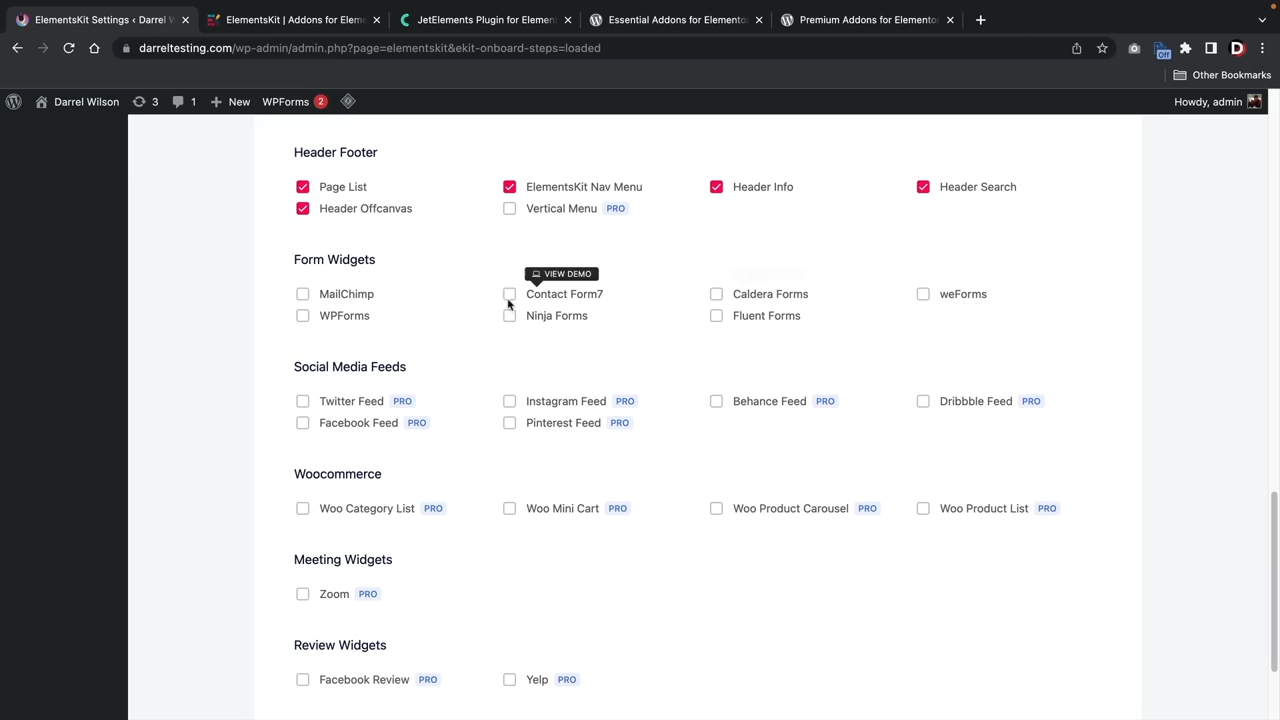 ElementsKit Settings ‹ Darrel W
ElementsKit | Addons for Eleme
JetElements Plugin for Element
Essential Addons for Elemento
Premium Addons for Elementor
darreltesting.com/wp-admin/admin.php?page=elementskit&ekit-onboard-steps=loaded
Off
D
Other Bookmarks
Darrel Wilson 3 1 New WPForms 2 Howdy, admin
Header Footer
Page List ElementsKit Nav Menu Header Info Header Search
Header Offcanvas Vertical Menu PRO
Form Widgets
VIEW DEMO
MailChimp Contact Form7 Caldera Forms weForms
WPForms Ninja Forms Fluent Forms
Social Media Feeds
Twitter Feed PRO Instagram Feed PRO Behance Feed PRO Dribbble Feed PRO
Facebook Feed PRO Pinterest Feed PRO
Woocommerce
Woo Category List PRO Woo Mini Cart PRO Woo Product Carousel PRO Woo Product List PRO
Meeting Widgets
Zoom PRO
Review Widgets
Facebook Review PRO Yelp PRO